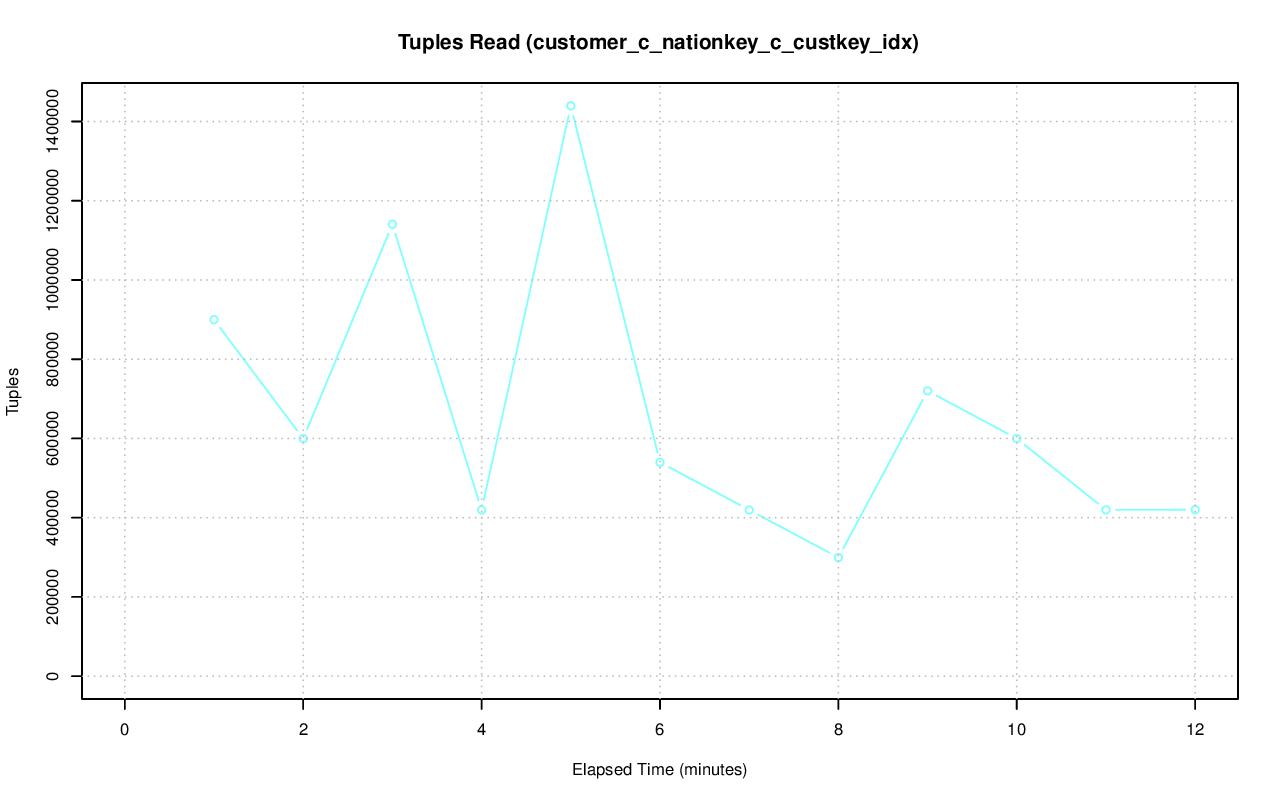 Tuples Read (customer_c_nationkey_c_custkey_idx)
Tuples
1400000
1200000
1000000
800000
600000
400000
200000
0
0 2 4 6 8 10 12
Elapsed Time (minutes)